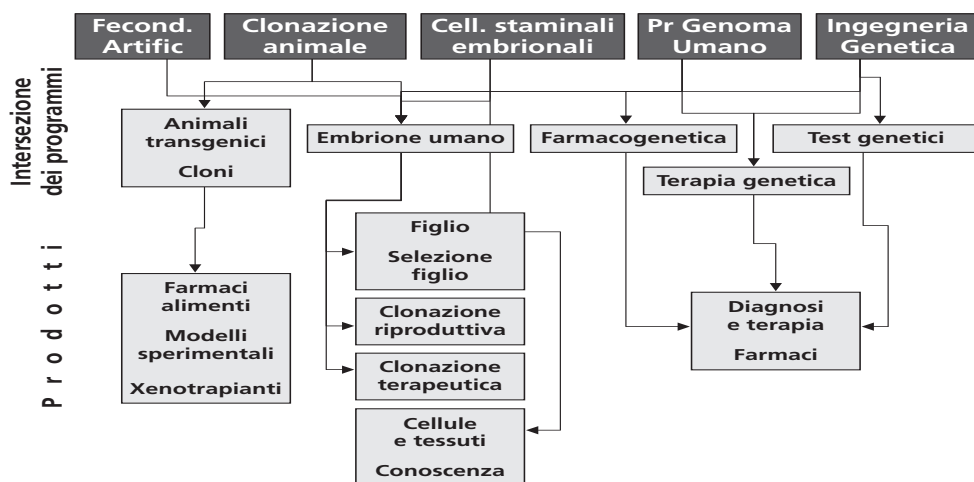 Fecond.
Artific
Clonazione
animale
Cell. staminali
embrionali
Pr Genoma
Umano
Ingegneria
Genetica
Intersezione
dei programmi
Animali
transgenici
Cloni
Embrione umano
Farmacogenetica
Test genetici
Terapia genetica
Prodotti
Figlio
Selezione
figlio
Farmaci
alimenti
Modelli
sperimentali
Xenotrapianti
Clonazione
riproduttiva
Clonazione
terapeutica
Cellule
e tessuti
Conoscenza
Diagnosi
e terapia
Farmaci